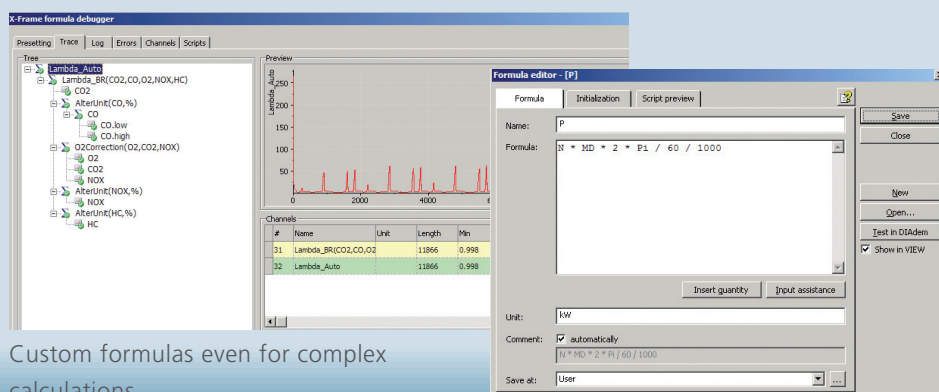 X-Frame formula debugger
Presetting Trace Log Errors Channels Scripts
Tree
Lambda_Auto
Lambda_BR(CO2,CO,O2,NOX,HC)
CO2
AlterUnit(CO,%)
CO
CO.low
CO.high
O2Correction(O2,CO2,NOX)
O2
CO2
NOX
AlterUnit(NOX,%)
NOX
AlterUnit(HC,%)
HC
Preview
Lambda_Auto
250
200
150
100
50
0 2000 4000
Channels
# Name Unit Length Min
31 Lambda_BR(CO2,CO,O2 11866 0.998
32 Lambda_Auto 11866 0.998
Formula editor - [P]
Formula Initialization Script preview
Name: P
Formula: N * MD * 2 * Pi / 60 / 1000
Insert quantity Input assistance
Unit: kW
Comment: automatically
N * MD * 2 * Pi / 60 / 1000
Save at: User ...
Save
Close
New
Open...
Test in DIAdem
Show in VIEW
Custom formulas even for complex
calculations